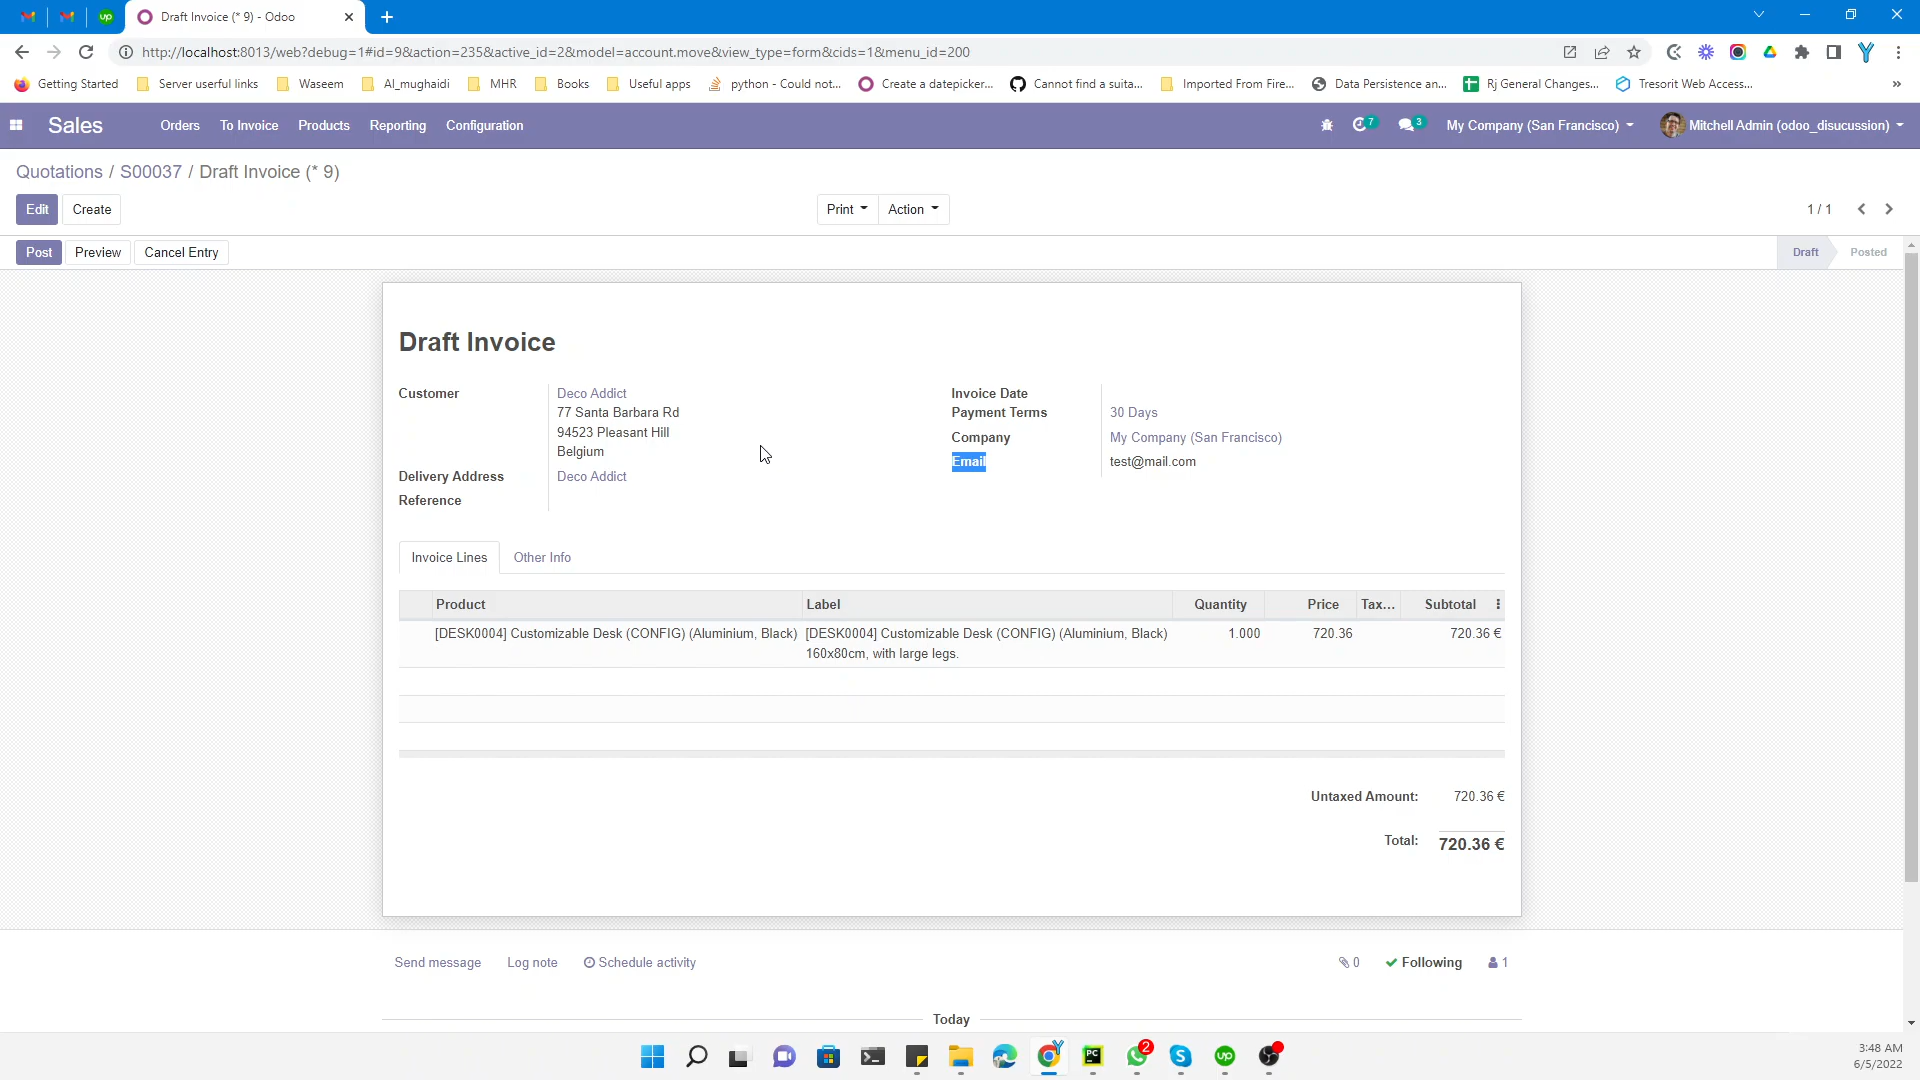 Draft Invoice (* 9) - Odoo
http://localhost:8013/web?debug=1#id=9&action=235&active_id=2&model=account.move&view_type=form&cids=1&menu_id=200
Getting Started Server userful links Waseem Al_mughaidi MHR Books Useful apps python - Could not... Create a datepicker... Cannot find a suita... Imported From Fire... Data Persistence an... Rj General Changes... Tresorit Web Access... »
Sales Orders To Invoice Products Reporting Configuration 7 3 My Company (San Francisco) Mitchell Admin (odoo_disucussion)
Quotations / S00037 / Draft Invoice (* 9)
Edit Create Print Action 1 / 1
Post Preview Cancel Entry Draft Posted
Draft Invoice
Customer Deco Addict Invoice Date
77 Santa Barbara Rd Payment Terms 30 Days
94523 Pleasant Hill Company My Company (San Francisco)
Belgium Email test@mail.com
Delivery Address Deco Addict
Reference
Invoice Lines Other Info
Product Label Quantity Price Tax... Subtotal
[DESK0004] Customizable Desk (CONFIG) (Aluminium, Black) [DESK0004] Customizable Desk (CONFIG) (Aluminium, Black) 1.000 720.36 720.36 €
160x80cm, with large legs.
Untaxed Amount: 720.36 €
Total: 720.36 €
Send message Log note Schedule activity 0 Following 1
Today
PC 2 up
3:48 AM
6/5/2022